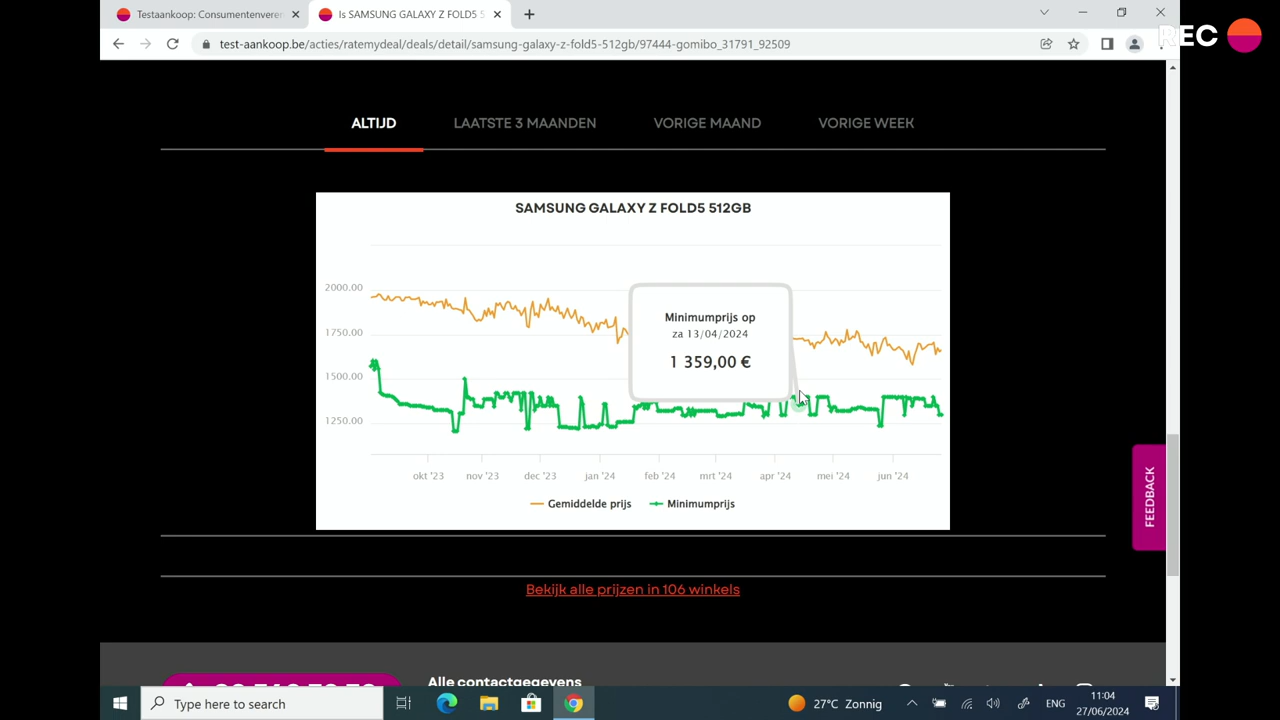 Testaankoop: Consumentenveren
Is SAMSUNG GALAXY Z FOLD5 5
test-aankoop.be/acties/ratemydeal/deals/detail/samsung-galaxy-z-fold5-512gb/97444-gomibo_31791_92509
REC
ALTIJD
LAATSTE 3 MAANDEN
VORIGE MAAND
VORIGE WEEK
SAMSUNG GALAXY Z FOLD5 512GB
2000.00
1750.00
1500.00
1250.00
Minimumprijs op
za 13/04/2024
1 359,00 €
okt '23
nov '23
dec '23
jan '24
feb '24
mrt '24
apr '24
mei '24
jun '24
Gemiddelde prijs
Minimumprijs
FEEDBACK
Bekijk alle prijzen in 106 winkels
Alle contactgegevens
Type here to search
27°C Zonnig
ENG
11:04
27/06/2024